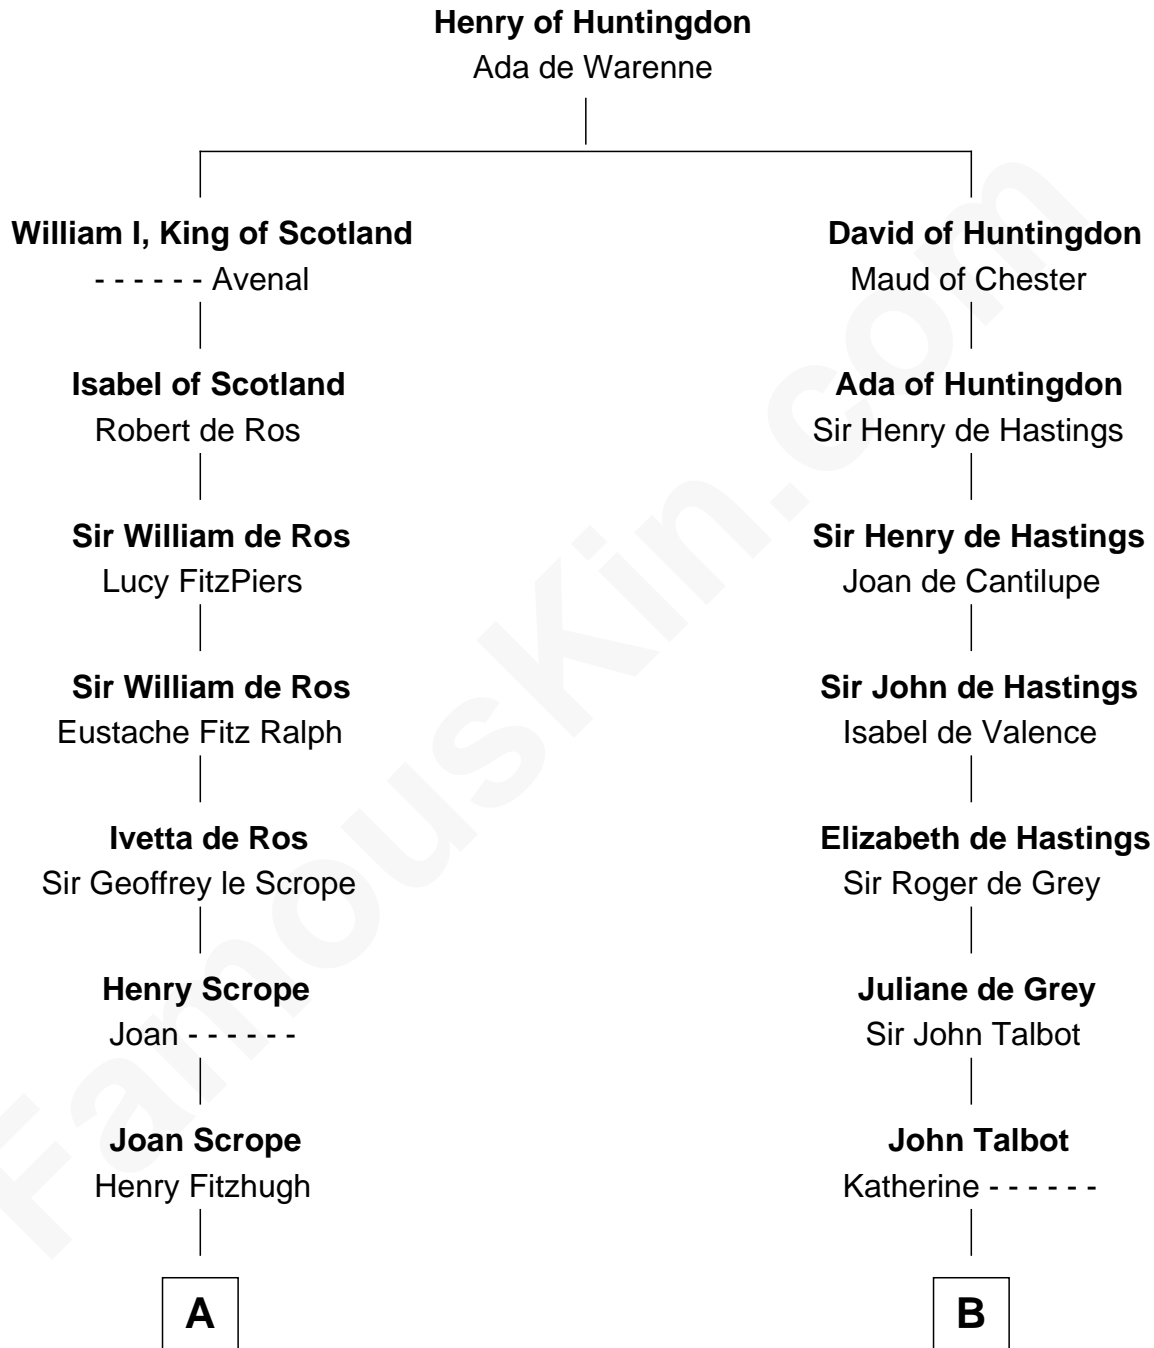 Henry of Huntingdon
Ada de Warenne
William I, King of Scotland
- - - - - - Avenal
David of Huntingdon
Maud of Chester
Isabel of Scotland
Robert de Ros
Ada of Huntingdon
Sir Henry de Hastings
Sir William de Ros
Lucy FitzPiers
Sir Henry de Hastings
Joan de Cantilupe
Sir William de Ros
Eustache Fitz Ralph
Sir John de Hastings
Isabel de Valence
Ivetta de Ros
Sir Geoffrey le Scrope
Elizabeth de Hastings
Sir Roger de Grey
Henry Scrope
Joan - - - - - -
Juliane de Grey
Sir John Talbot
Joan Scrope
Henry Fitzhugh
John Talbot
Katherine - - - - - -
A
B
FamousKin.com